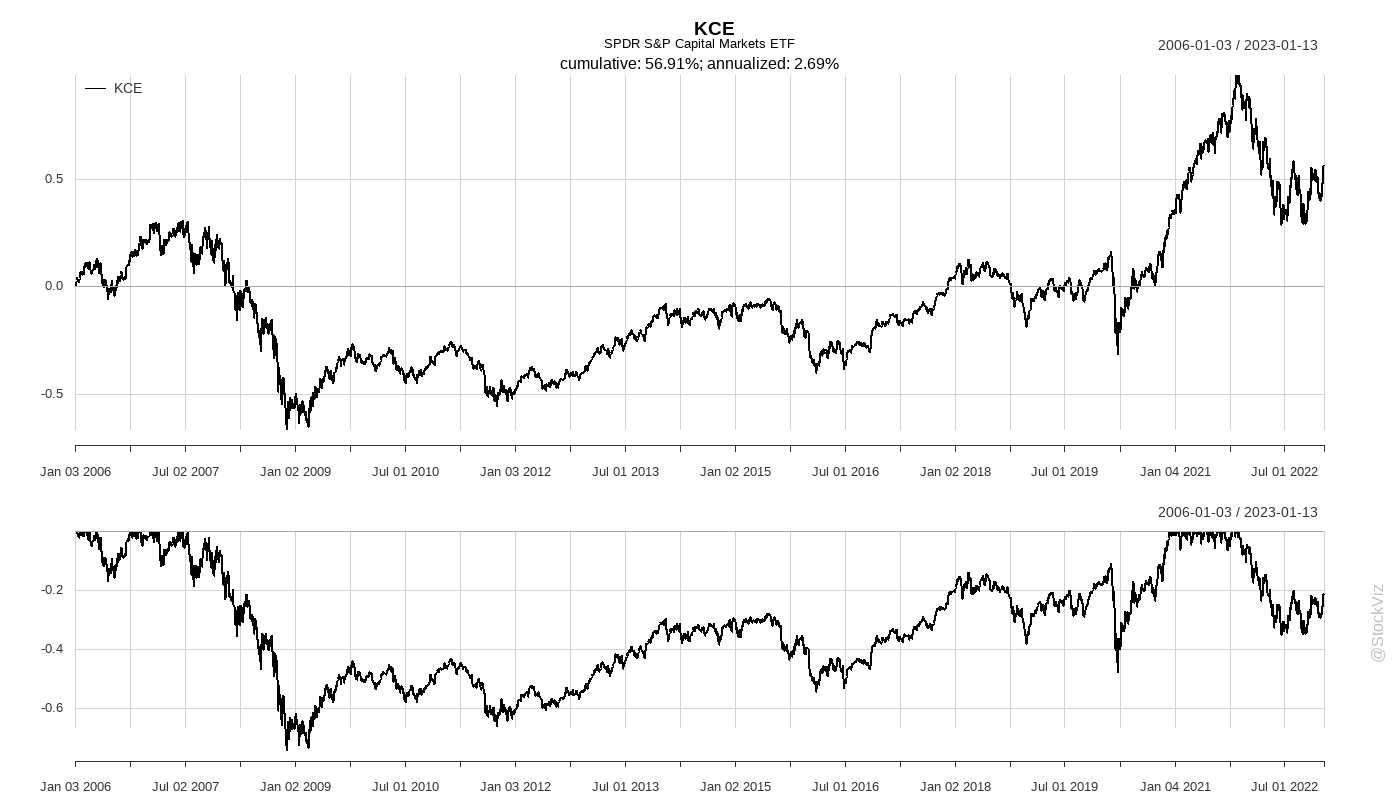 KCE
SPDR S&P Capital Markets ETF
cumulative: 56.91%; annualized: 2.69%
2006-01-03 / 2023-01-13
KCE
0.5
0.0
-0.5
Jan 03 2006 Jul 02 2007 Jan 02 2009 Jul 01 2010 Jan 03 2012 Jul 01 2013 Jan 02 2015 Jul 01 2016 Jan 02 2018 Jul 01 2019 Jan 04 2021 Jul 01 2022
2006-01-03 / 2023-01-13
-0.2
-0.4
-0.6
Jan 03 2006 Jul 02 2007 Jan 02 2009 Jul 01 2010 Jan 03 2012 Jul 01 2013 Jan 02 2015 Jul 01 2016 Jan 02 2018 Jul 01 2019 Jan 04 2021 Jul 01 2022
@StockViz